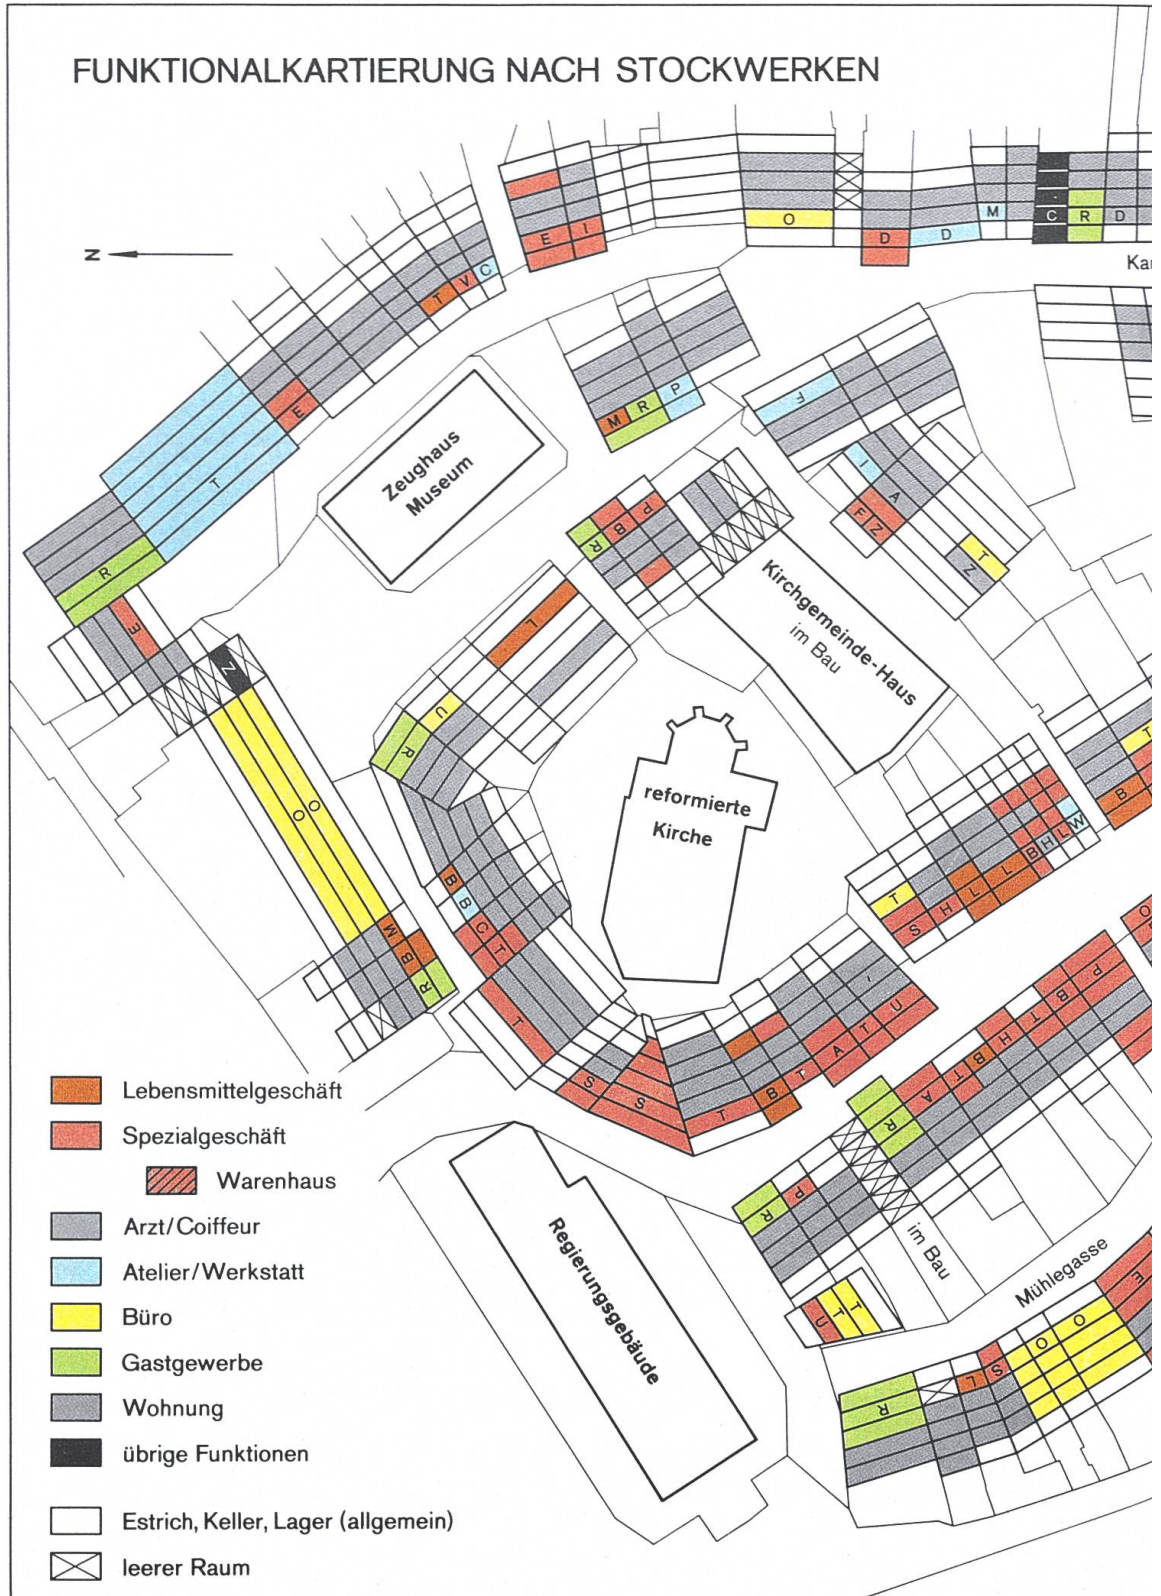 FUNKTIONALKARTIERUNG NACH STOCKWERKEN
N
O
E I
D
D
M
C R D
Kar
T V C
E
M R P
F
T
Zeughaus
Museum
I
A
F Z
T
Z
R
R B P
E
L
Z
Kirchgemeinde-Haus
im Bau
U
R
O O
reformierte
Kirche
T
B
T
S H L L B H L W
B
B
C
T
M
B
R
T
S
S
T B L A T U
P
B
T
H
B
T
A
R
R
P
Lebensmittelgeschäft
Spezialgeschäft
Warenhaus
Arzt/Coiffeur
Atelier/Werkstatt
Büro
Gastgewerbe
Wohnung
übrige Funktionen
Estrich, Keller, Lager (allgemein)
leerer Raum
Regierungsgebäude
im Bau
Mühlegasse
U T T
E
O
O
S
L
R